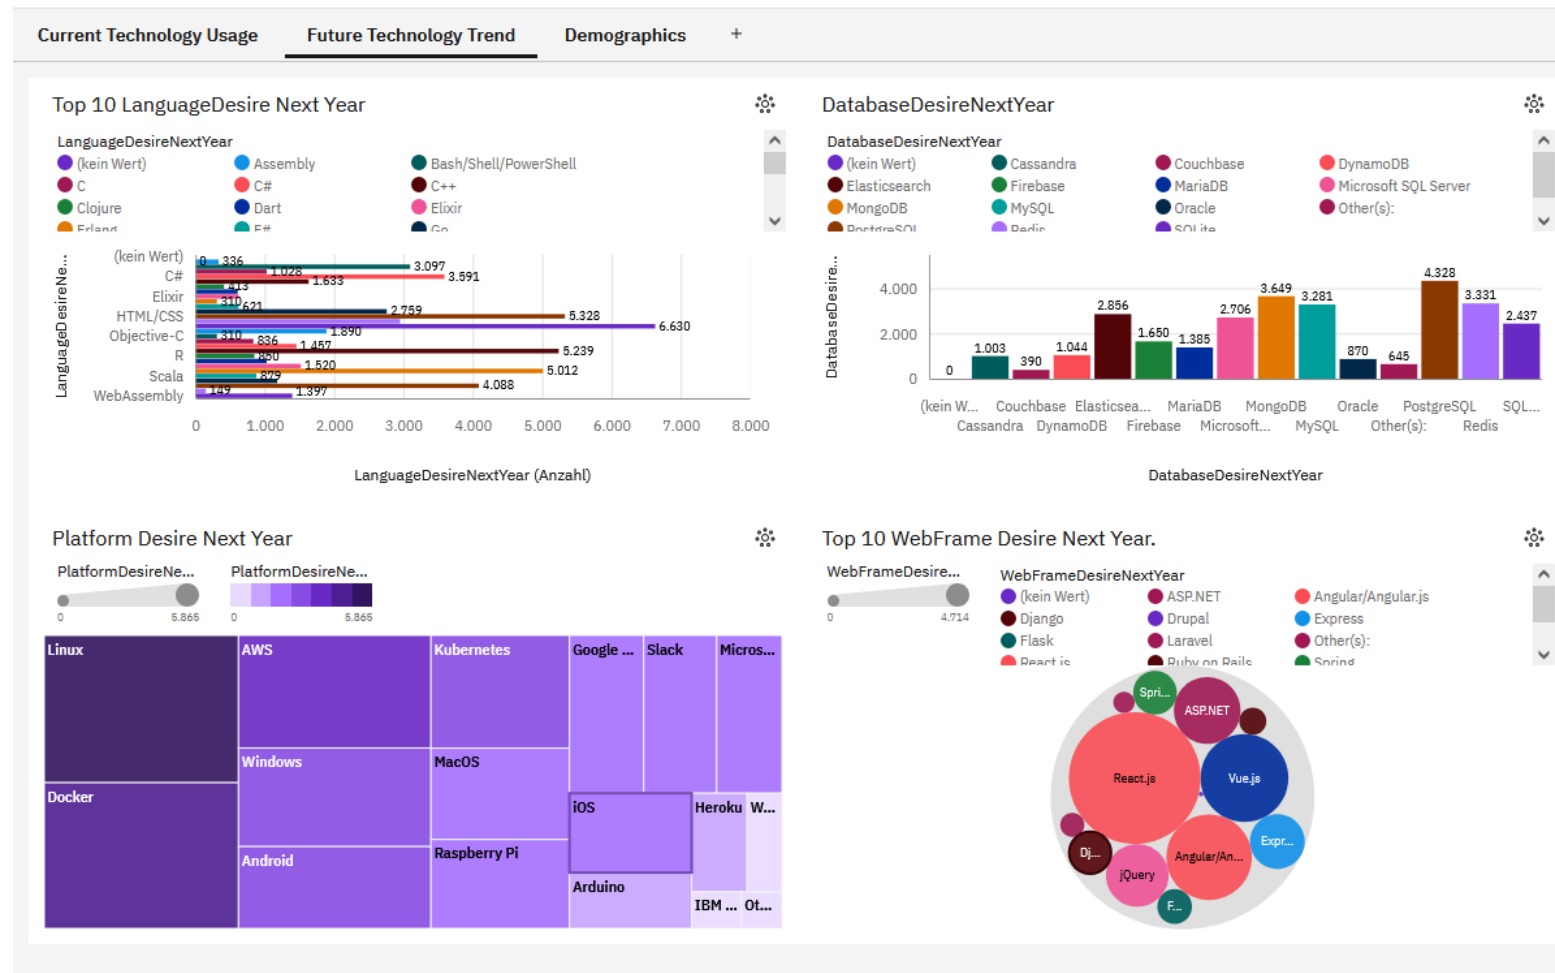 Current Technology Usage Future Technology Trend Demographics +
Top 10 LanguageDesire Next Year
LanguageDesireNextYear
(kein Wert) Assembly Bash/Shell/PowerShell
C C# C++
Clojure Dart Elixir
Erlang F# Go
LanguageDesireNe...
(kein Wert)
C#
Elixir
HTML/CSS
Objective-C
R
Scala
WebAssembly
0
336
3.097
1.028
3.591
1.633
413
310
621
2.759
5.328
6.630
1.890
310
836
1.457
5.239
850
1.520
5.012
879
4.088
149
1.397
0 1.000 2.000 3.000 4.000 5.000 6.000 7.000 8.000
LanguageDesireNextYear (Anzahl)
DatabaseDesireNextYear
DatabaseDesireNextYear
(kein Wert) Cassandra Couchbase DynamoDB
Elasticsearch Firebase MariaDB Microsoft SQL Server
MongoDB MySQL Oracle Other(s):
PostgreSQL Redis SQLite
DatabaseDesire...
4.000
2.000
0
0 1.003 390 1.044 2.856 1.650 1.385 2.706 3.649 3.281 870 645 4.328 3.331 2.437
(kein W... Couchbase Elasticsea... MariaDB MongoDB Oracle PostgreSQL SQL...
Cassandra DynamoDB Firebase Microsoft... MySQL Other(s): Redis
DatabaseDesireNextYear
Platform Desire Next Year
PlatformDesireNe... PlatformDesireNe...
0 5.865 0 5.865
Linux AWS Kubernetes Google ... Slack Micros...
Windows MacOS
Docker iOS Heroku W...
Android Raspberry Pi
Arduino
IBM ... Ot...
Top 10 WebFrame Desire Next Year.
WebFrameDesire... WebFrameDesireNextYear
0 4.714
(kein Wert) ASP.NET Angular/Angular.js
Django Drupal Express
Flask Laravel Other(s):
React.js Ruby on Rails Spring
Spri...
ASP.NET
React.js
Vue.js
Expr...
Dj...
Angular/An...
jQuery
F...